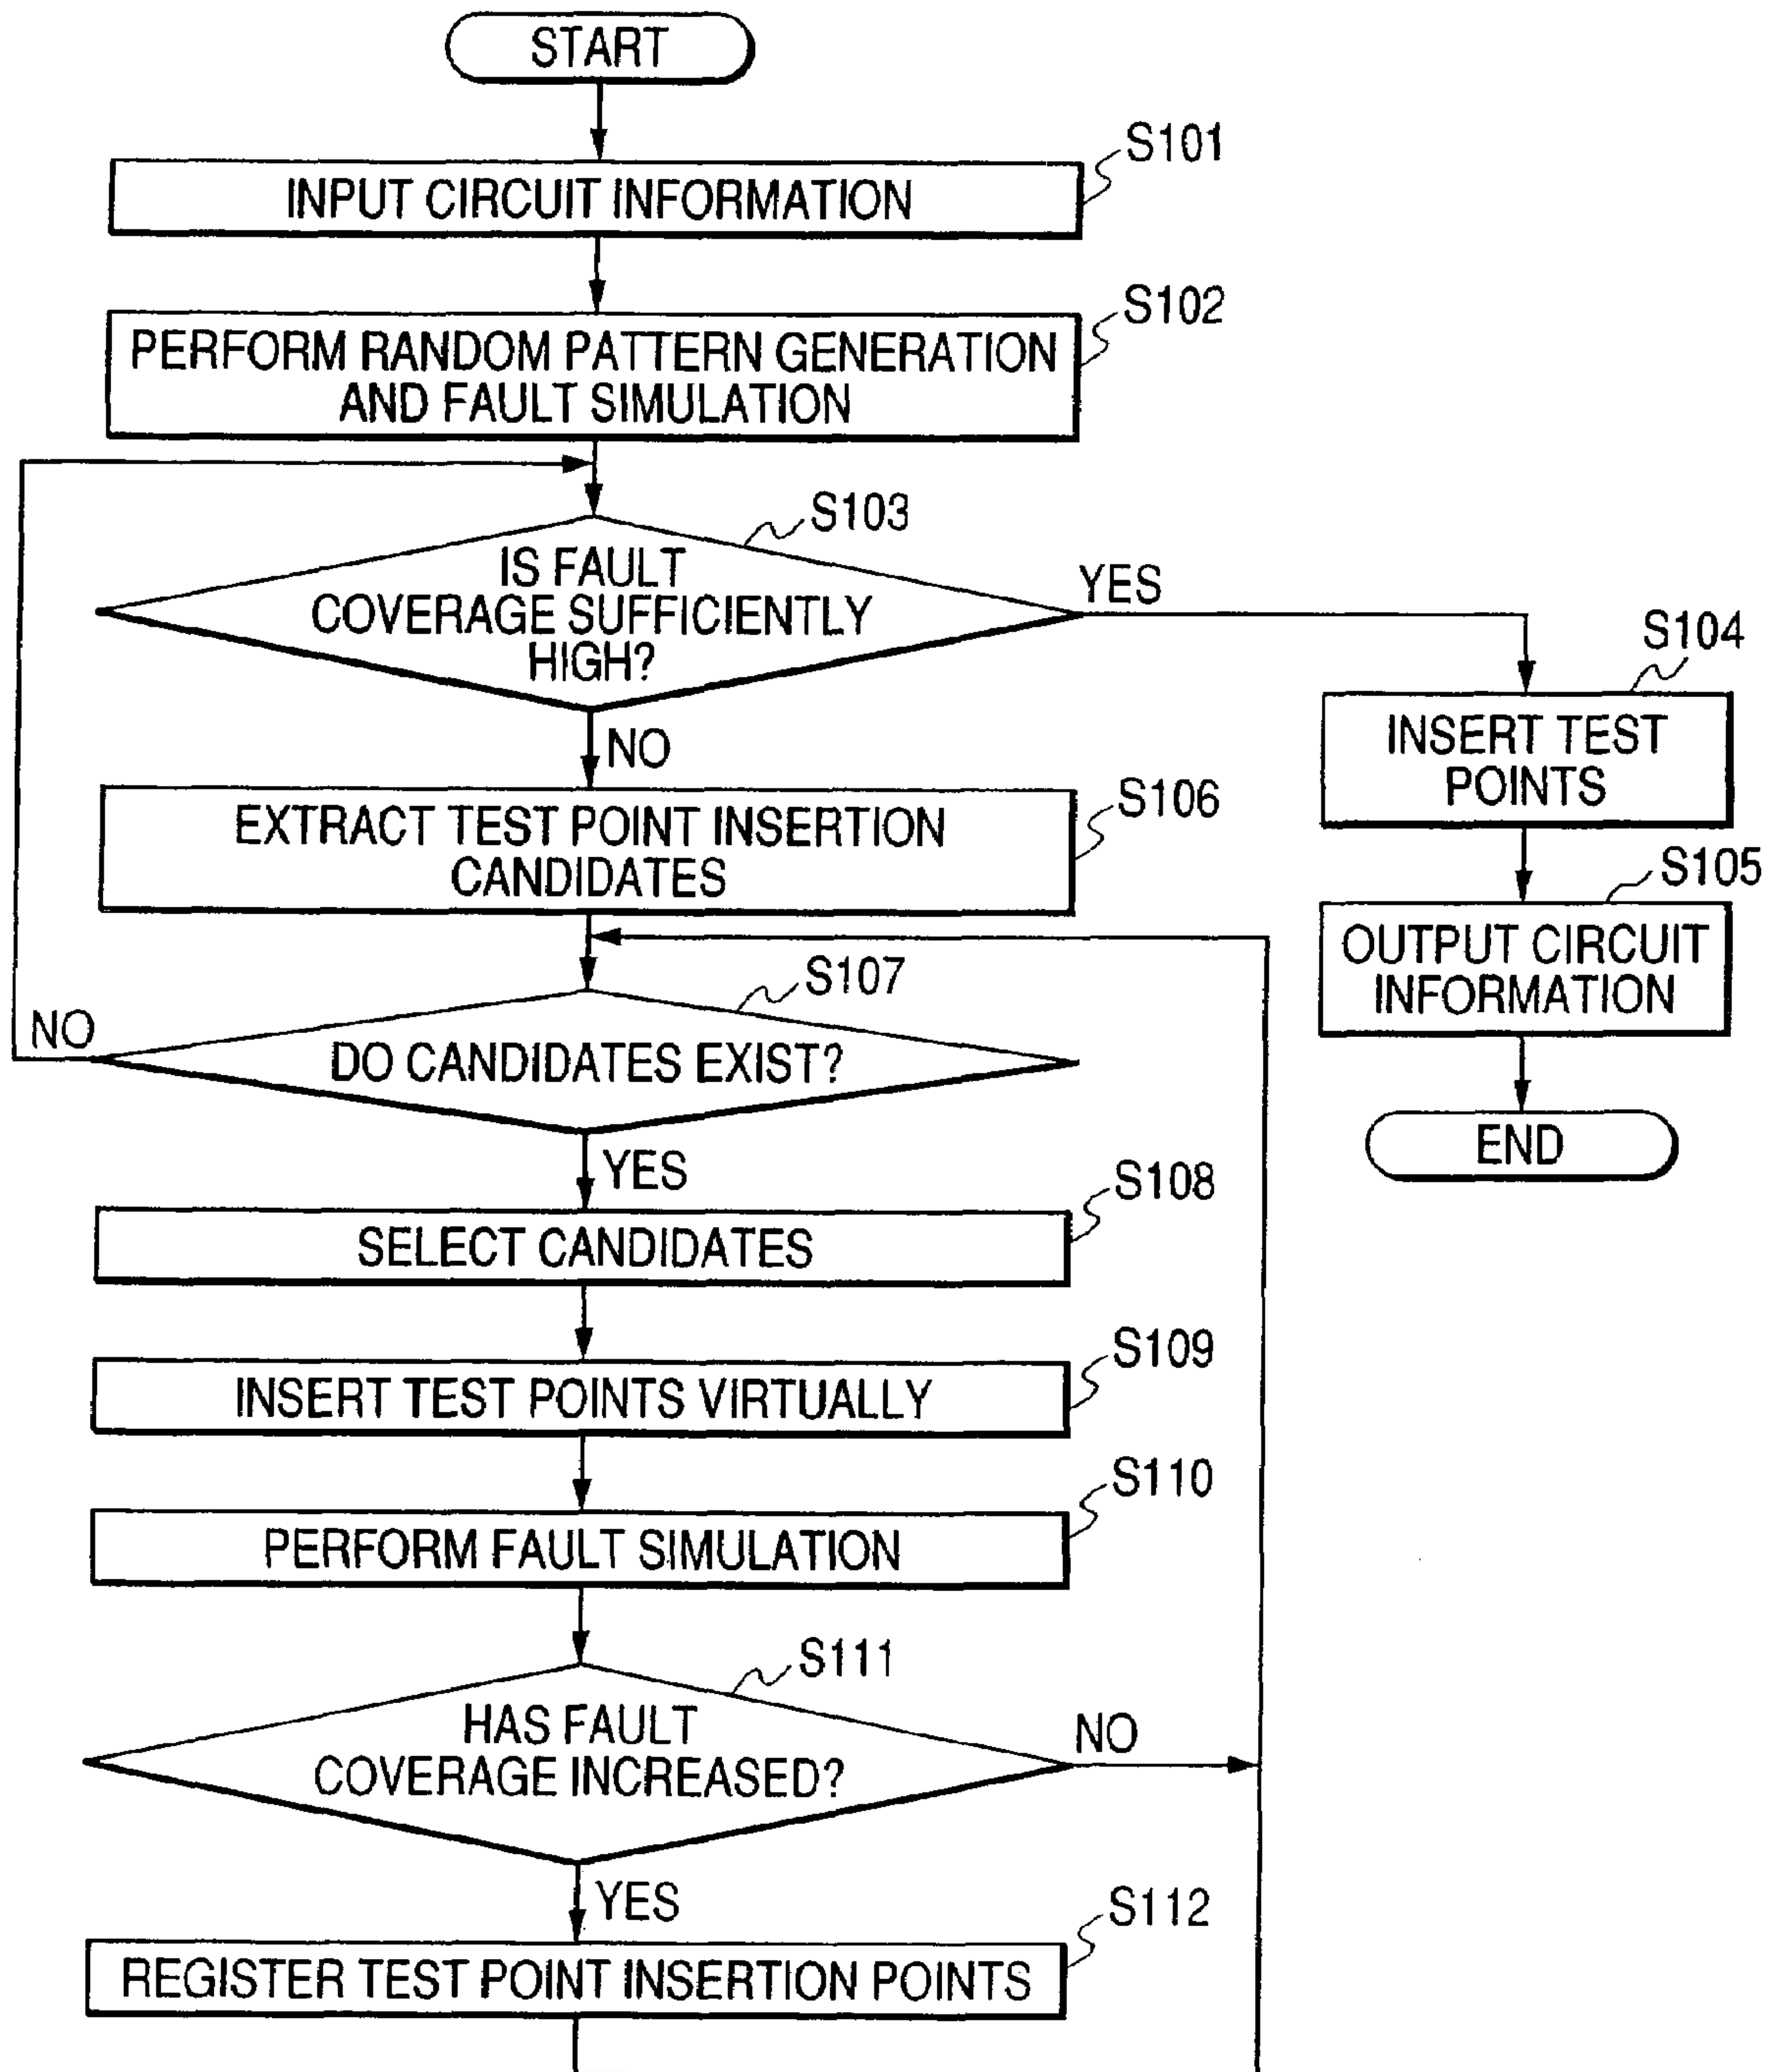 START
S101
INPUT CIRCUIT INFORMATION
S102
PERFORM RANDOM PATTERN GENERATION
AND FAULT SIMULATION
S103
IS FAULT
COVERAGE SUFFICIENTLY
HIGH?
YES
S104
INSERT TEST
POINTS
NO
S106
EXTRACT TEST POINT INSERTION
CANDIDATES
S105
OUTPUT CIRCUIT
INFORMATION
S107
NO
DO CANDIDATES EXIST?
END
YES
S108
SELECT CANDIDATES
S109
INSERT TEST POINTS VIRTUALLY
S110
PERFORM FAULT SIMULATION
S111
HAS FAULT
COVERAGE INCREASED?
NO
YES
S112
REGISTER TEST POINT INSERTION POINTS